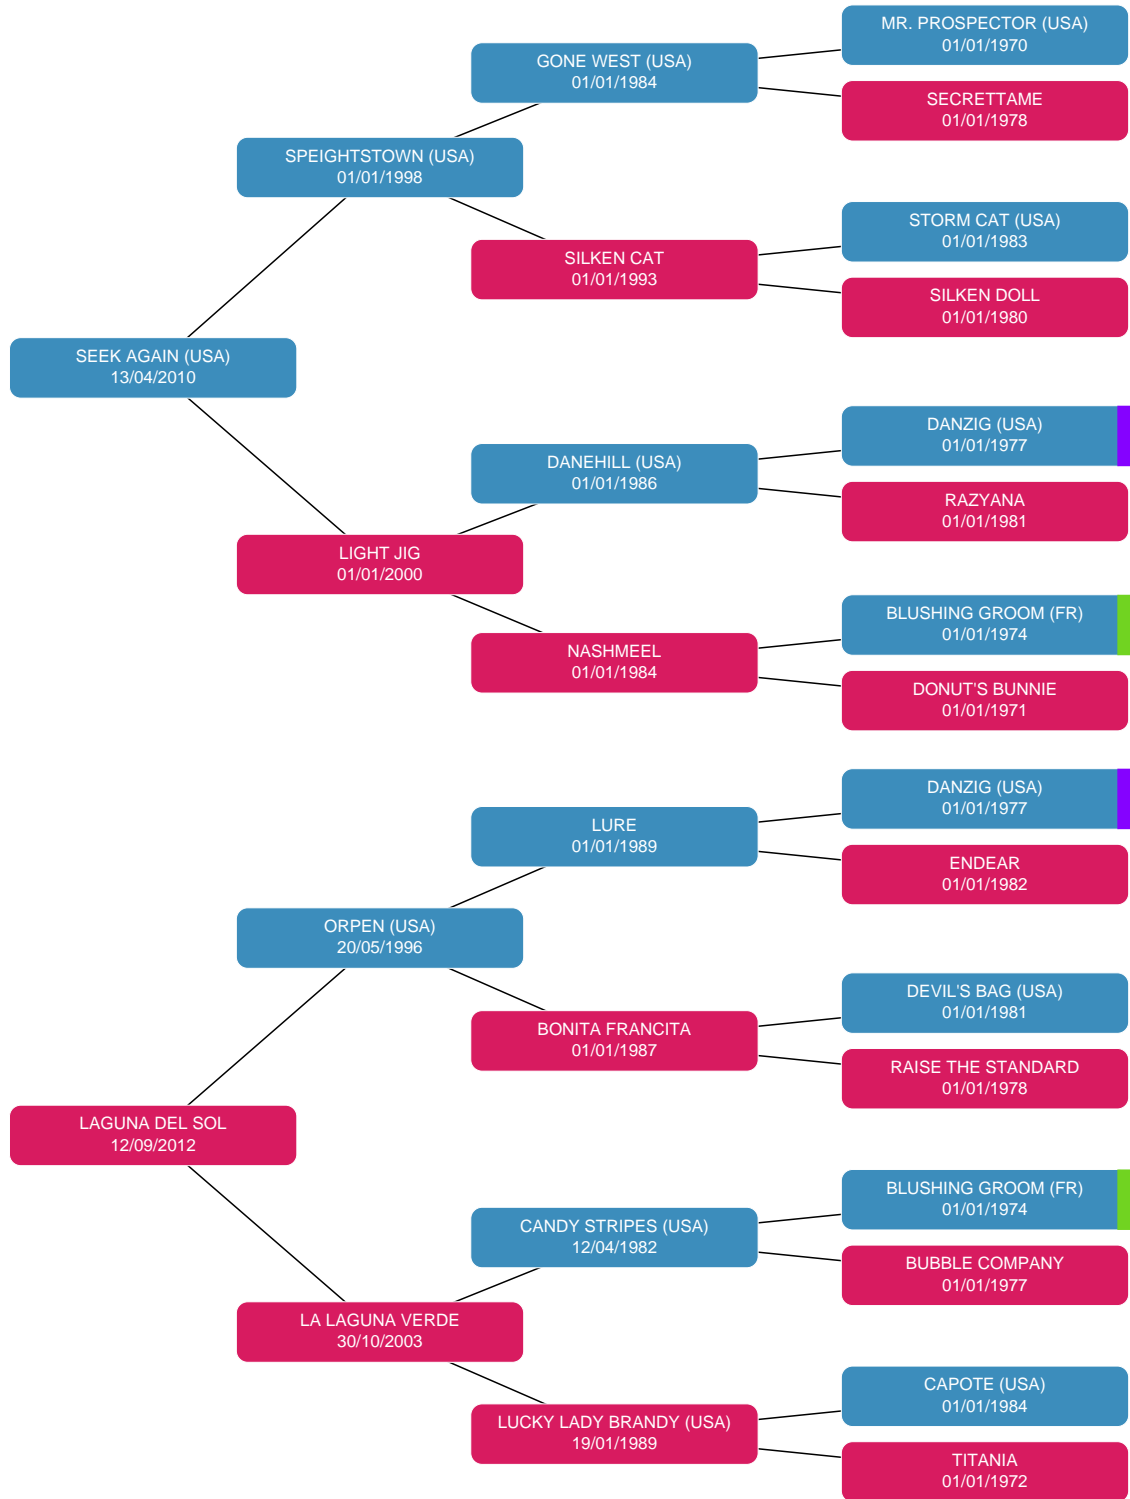 MR. PROSPECTOR (USA)
01/01/1970
GONE WEST (USA)
01/01/1984
SECRETTAME
01/01/1978
SPEIGHTSTOWN (USA)
01/01/1998
STORM CAT (USA)
01/01/1983
SILKEN CAT
01/01/1993
SILKEN DOLL
01/01/1980
SEEK AGAIN (USA)
13/04/2010
DANZIG (USA)
01/01/1977
DANEHILL (USA)
01/01/1986
RAZYANA
01/01/1981
LIGHT JIG
01/01/2000
BLUSHING GROOM (FR)
01/01/1974
NASHMEEL
01/01/1984
DONUT'S BUNNIE
01/01/1971
DANZIG (USA)
01/01/1977
LURE
01/01/1989
ENDEAR
01/01/1982
ORPEN (USA)
20/05/1996
DEVIL'S BAG (USA)
01/01/1981
BONITA FRANCITA
01/01/1987
RAISE THE STANDARD
01/01/1978
LAGUNA DEL SOL
12/09/2012
BLUSHING GROOM (FR)
01/01/1974
CANDY STRIPES (USA)
12/04/1982
BUBBLE COMPANY
01/01/1977
LA LAGUNA VERDE
30/10/2003
CAPOTE (USA)
01/01/1984
LUCKY LADY BRANDY (USA)
19/01/1989
TITANIA
01/01/1972